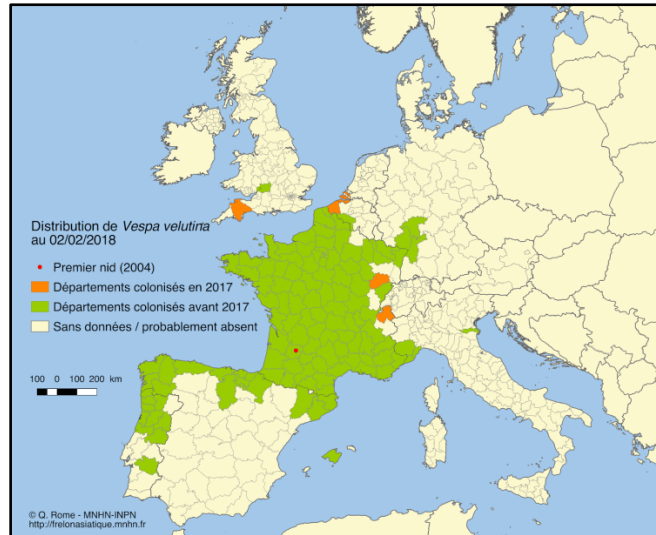 Distribution de Vespa velutina
au 02/02/2018
Premier nid (2004)
Départements colonisés en 2017
Départements colonisés avant 2017
Sans données / probablement absent
100 0 100 200 km
© Q. Rome - MNHN-INPN
http://frelonasiatique.mnhn.fr